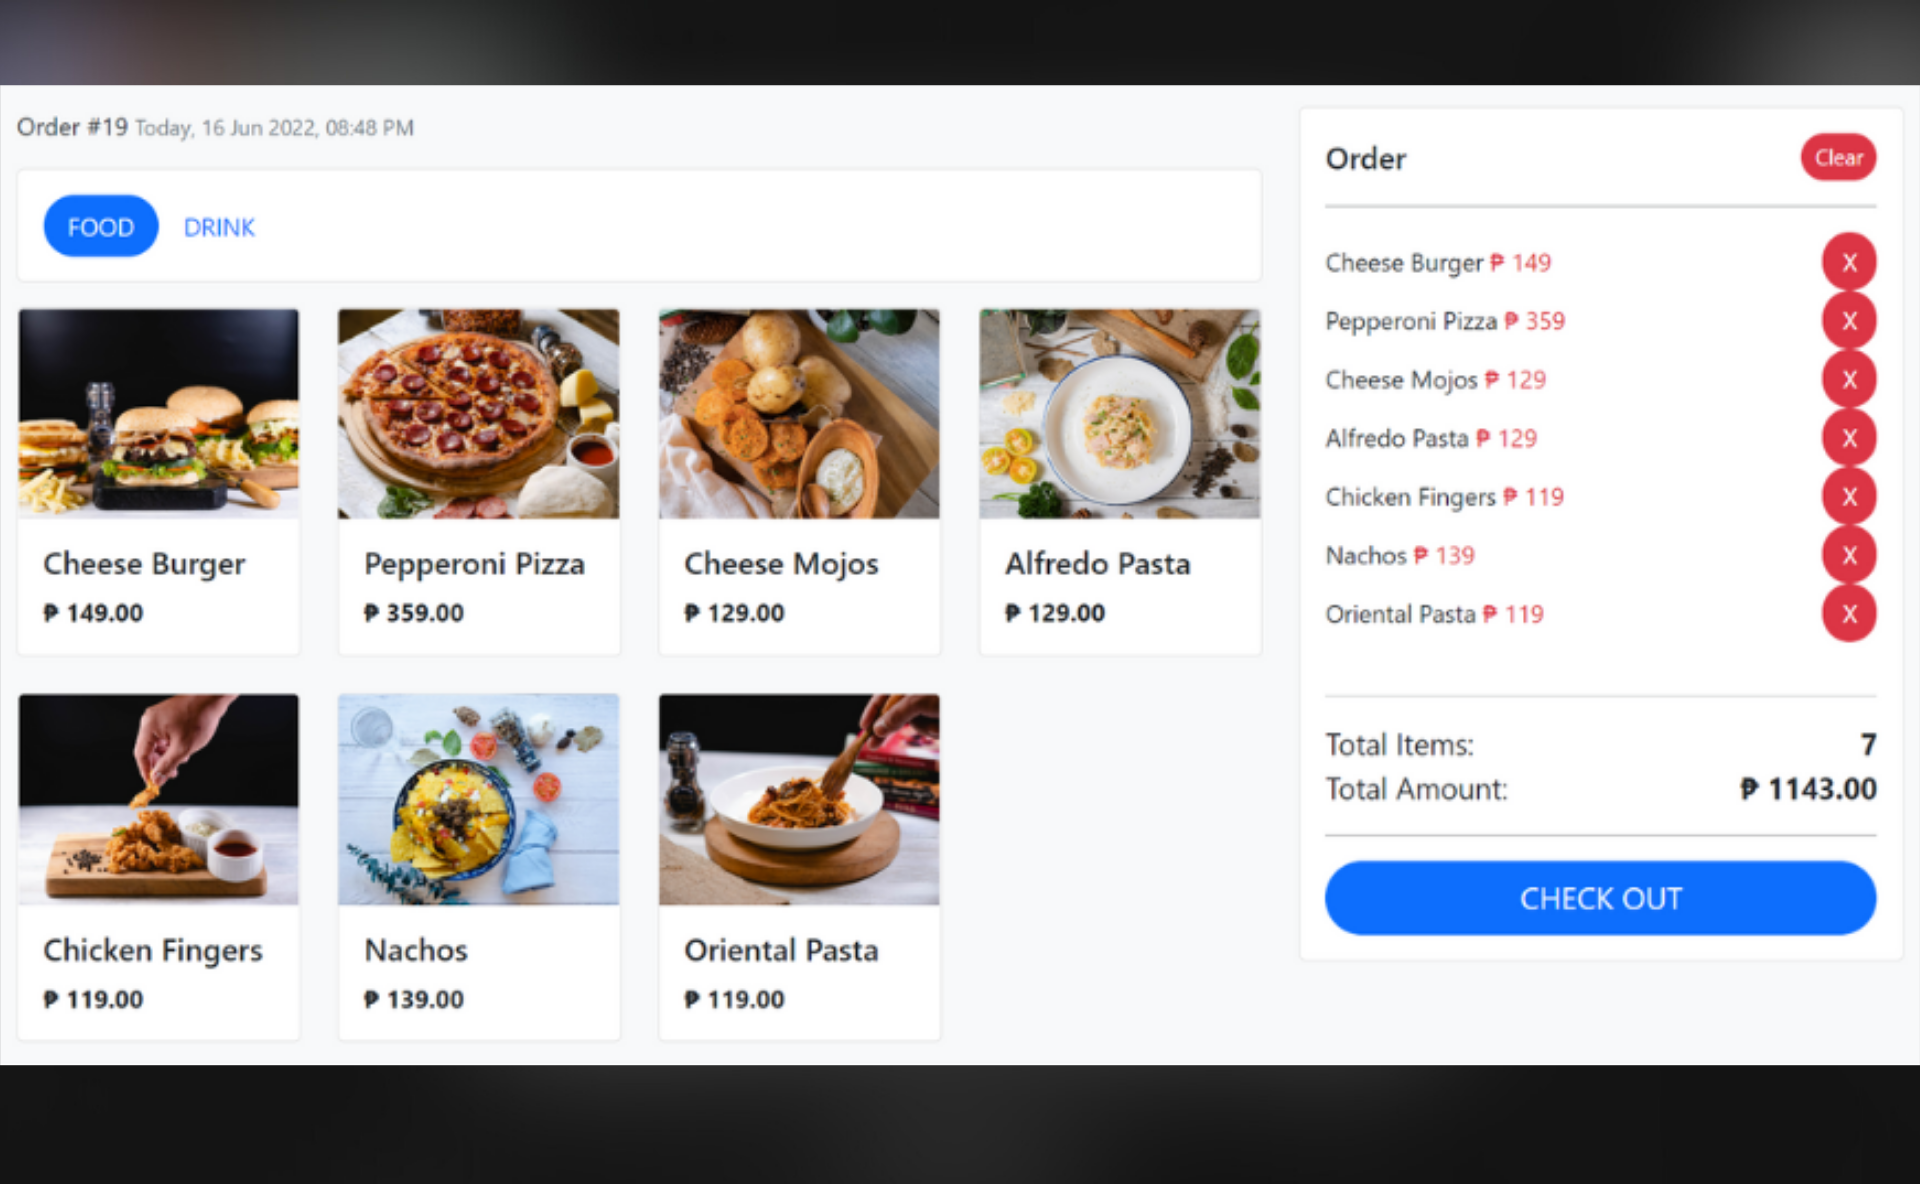 Order #19 Today, 16 Jun 2022, 08:48 PM
FOOD DRINK
Cheese Burger
₱ 149.00
Pepperoni Pizza
₱ 359.00
Cheese Mojos
₱ 129.00
Alfredo Pasta
₱ 129.00
Chicken Fingers
₱ 119.00
Nachos
₱ 139.00
Oriental Pasta
₱ 119.00
Order Clear
Cheese Burger ₱ 149 X
Pepperoni Pizza ₱ 359 X
Cheese Mojos ₱ 129 X
Alfredo Pasta ₱ 129 X
Chicken Fingers ₱ 119 X
Nachos ₱ 139 X
Oriental Pasta ₱ 119 X
Total Items: 7
Total Amount: ₱ 1143.00
CHECK OUT